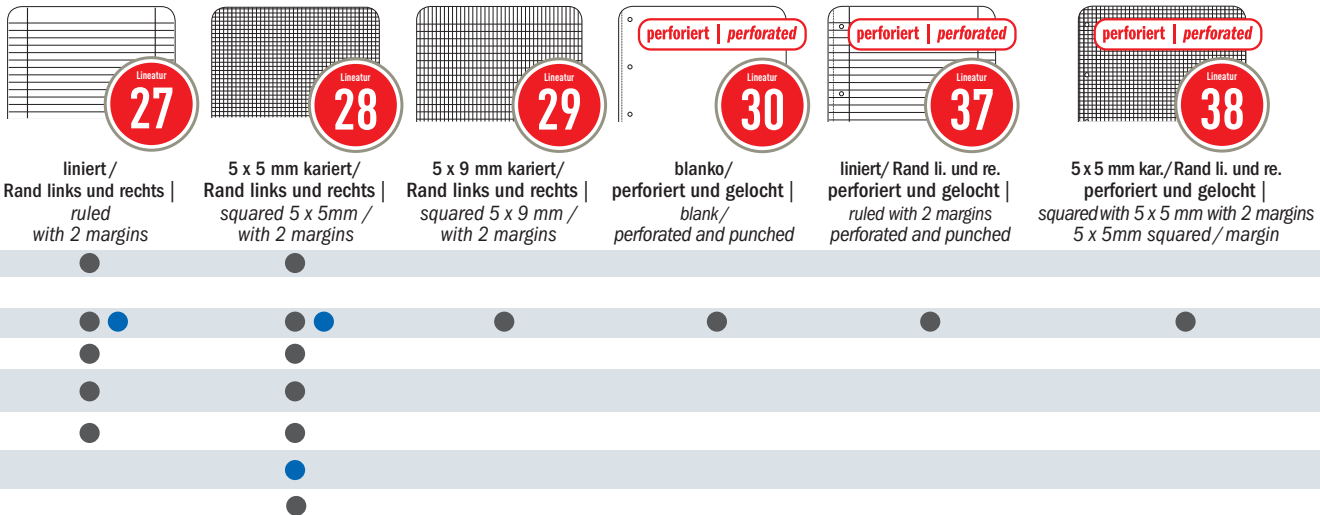 Lineatur
27
liniert/
Rand links und rechts |
ruled
with 2 margins
Lineatur
28
5 x 5 mm kariert/
Rand links und rechts |
squared 5 x 5mm /
with 2 margins
Lineatur
29
5 x 9 mm kariert/
Rand links und rechts |
squared 5 x 9 mm /
with 2 margins
perforiert | perforated
Lineatur
30
blanko/
perforiert und gelocht |
blank/
perforated and punched
perforiert | perforated
Lineatur
37
liniert/ Rand li. und re.
perforiert und gelocht |
ruled with 2 margins
perforated and punched
perforiert | perforated
Lineatur
38
5 x 5 mm kar./ Rand li. und re.
perforiert und gelocht |
squared with 5 x 5 mm with 2 margins
5 x 5mm squared / margin